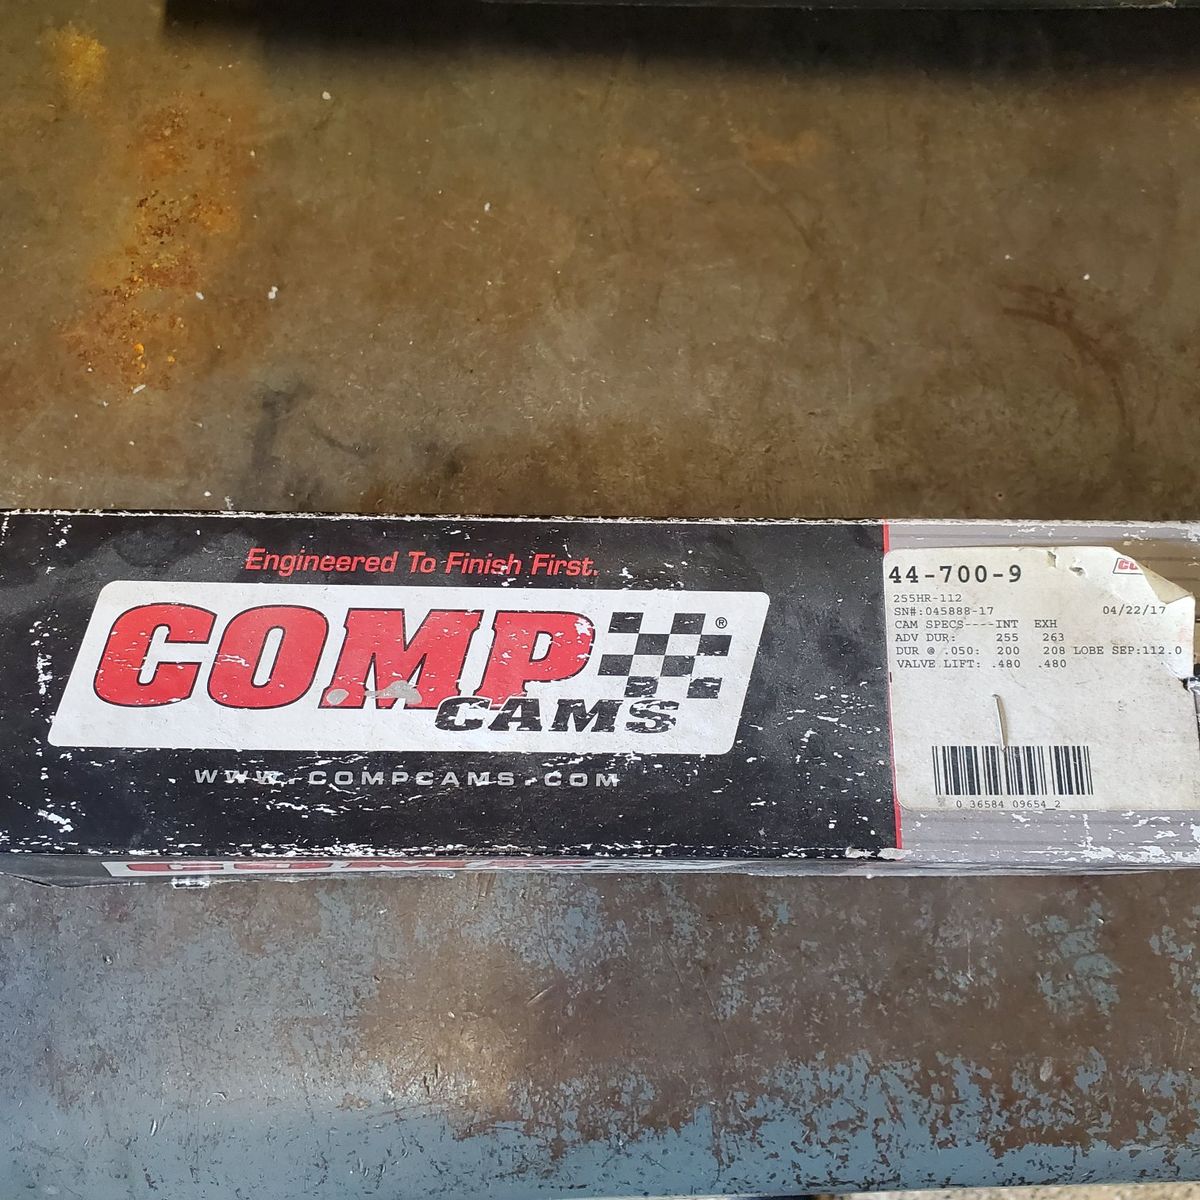 Engineered To Finish First.
COMP
CAMS
®
WWW.COMPCAMS.COM
44-700-9
255HR-112
SN#:045888-17 04/22/17
CAM SPECS----INT EXH
ADV DUR: 255 263
DUR @ .050: 200 208 LOBE SEP:112.0
VALVE LIFT: .480 .480
0 36584 09654 2